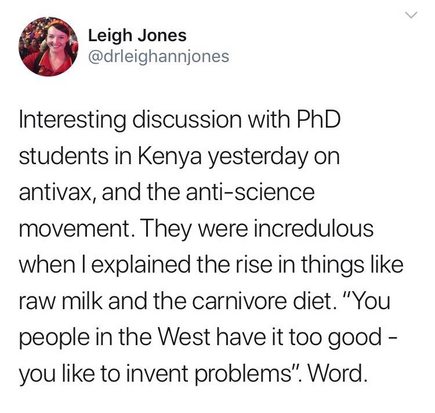 Leigh Jones
@drleighannjones
Interesting discussion with PhD
students in Kenya yesterday on
antivax, and the anti-science
movement. They were incredulous
when I explained the rise in things like
raw milk and the carnivore diet. “You
people in the West have it too good -
you like to invent problems”. Word.